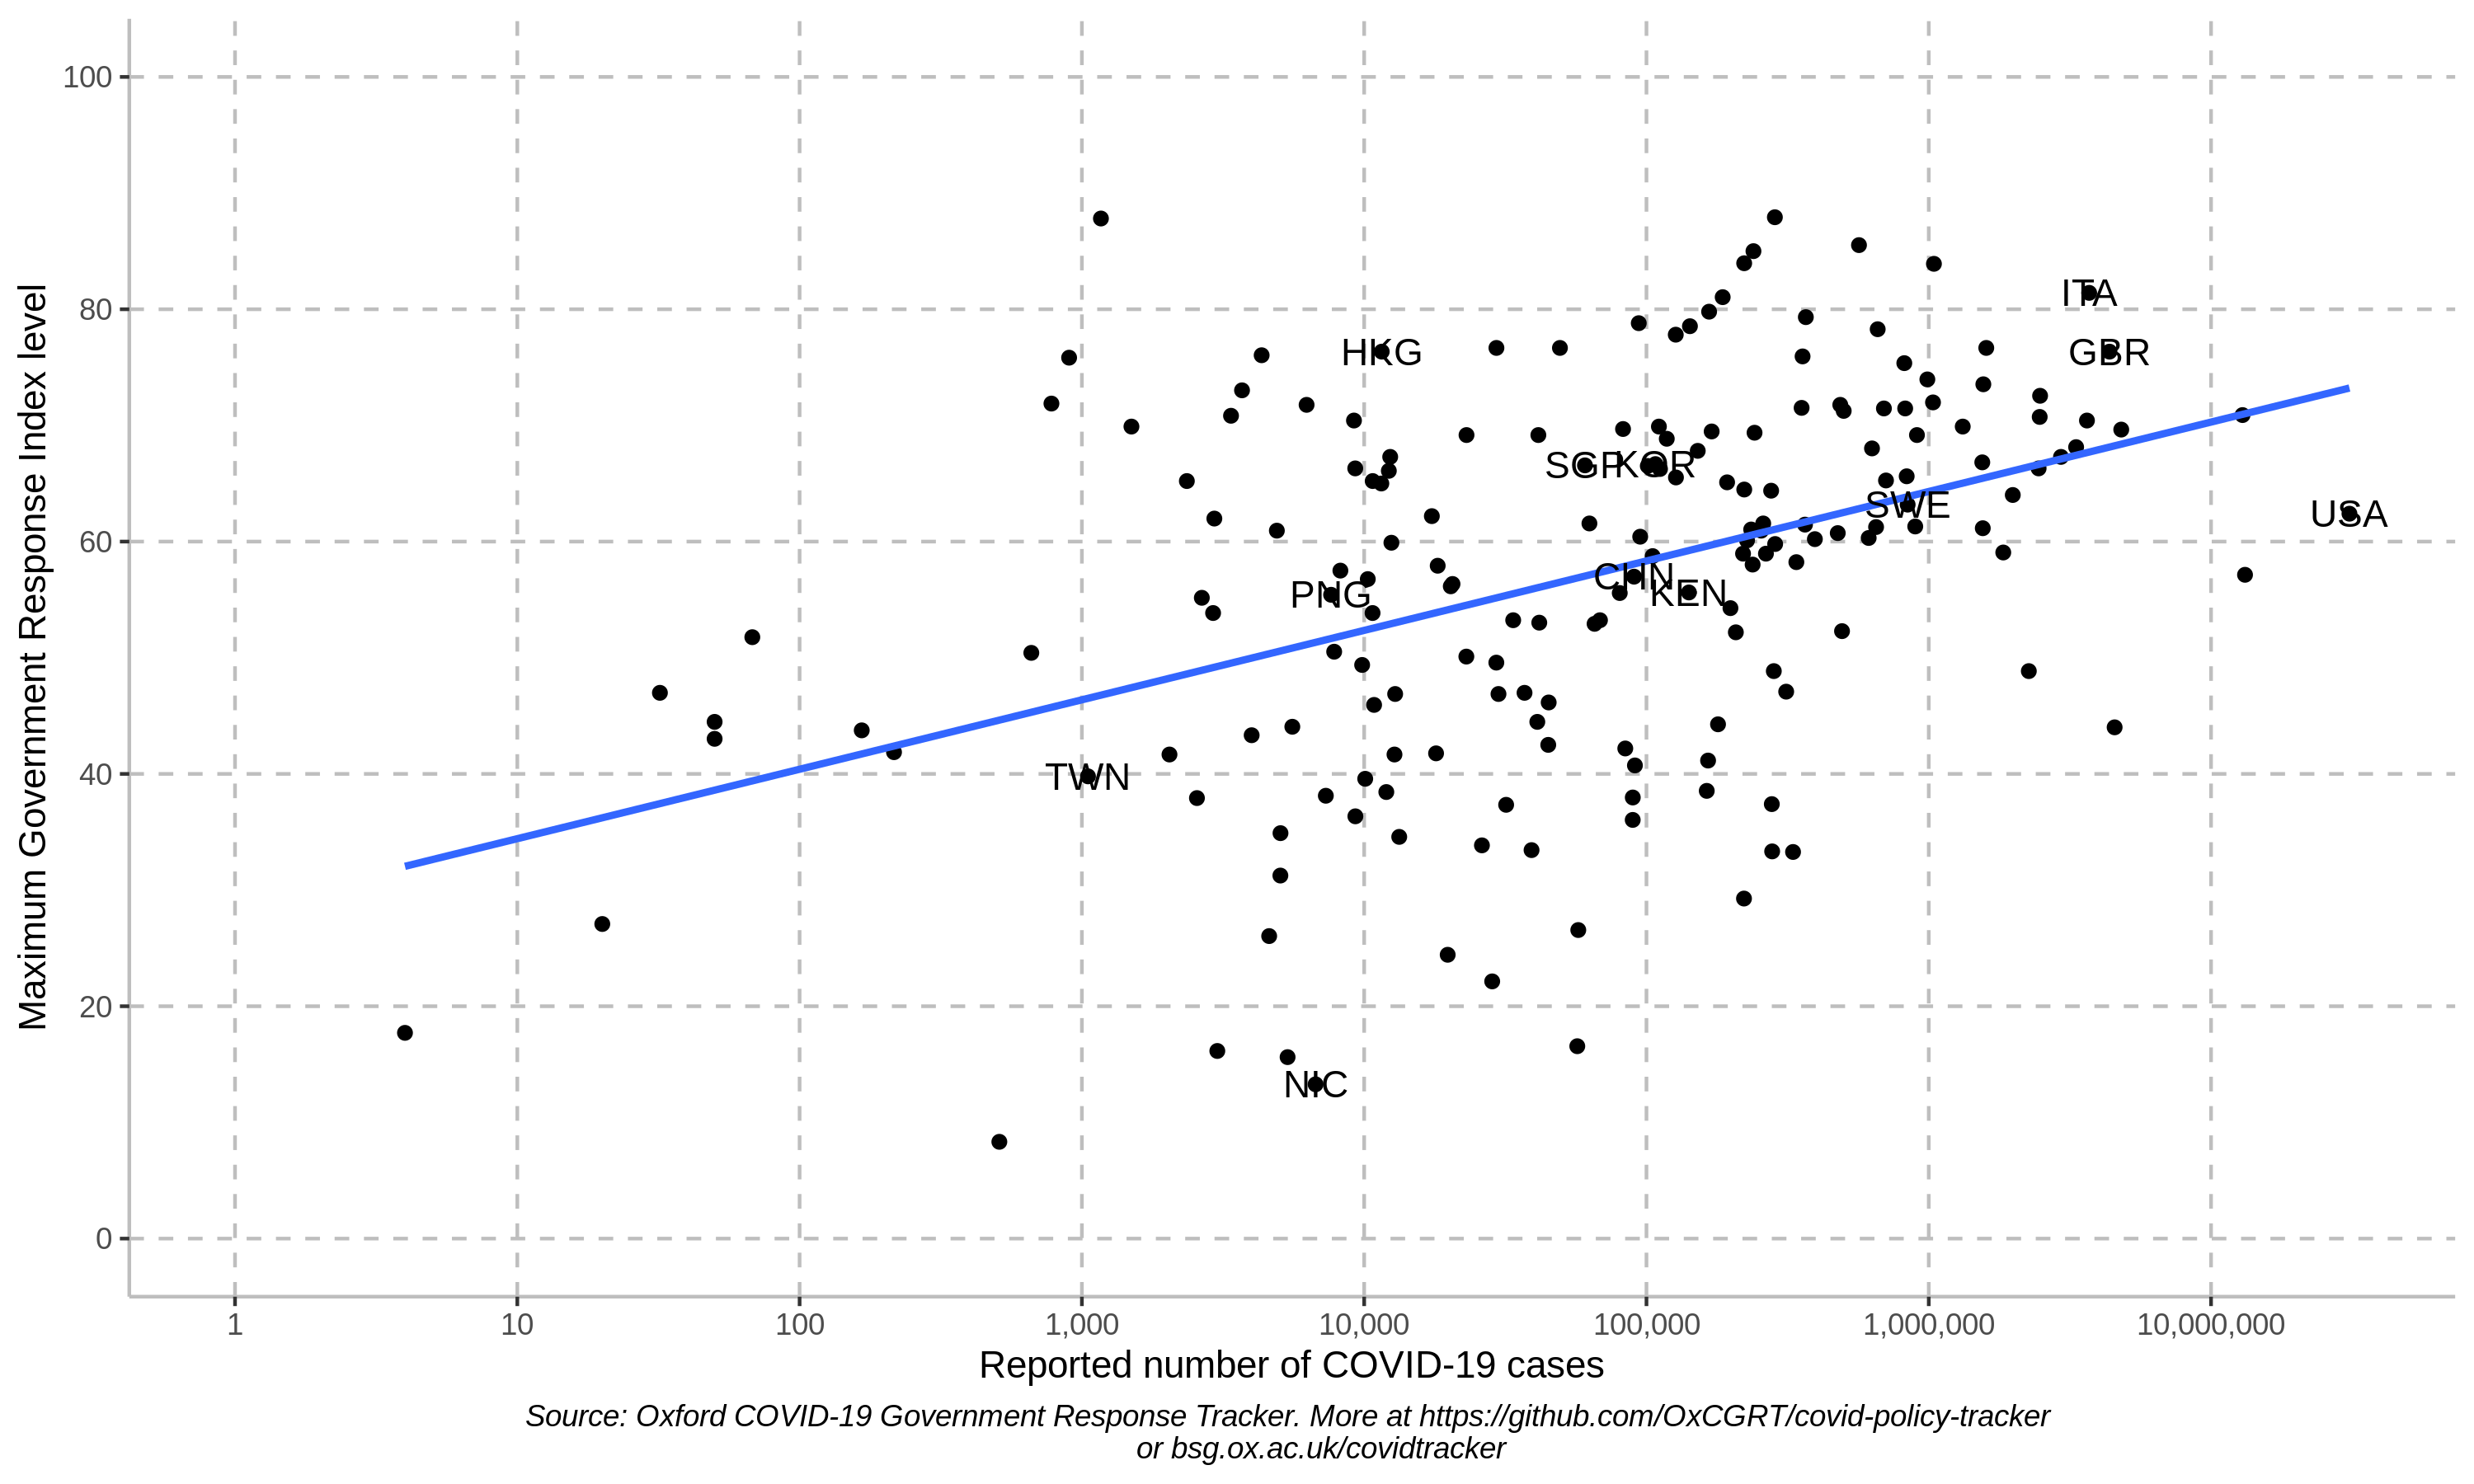 Maximum Government Response Index level
100
80
60
40
20
0
ITA
HKG
GBR
SGP
KOR
SWE
USA
CHN
PNG
KEN
TWN
NIC
1 10 100 1,000 10,000 100,000 1,000,000 10,000,000
Reported number of COVID-19 cases
Source: Oxford COVID-19 Government Response Tracker. More at https://github.com/OxCGRT/covid-policy-tracker
or bsg.ox.ac.uk/covidtracker